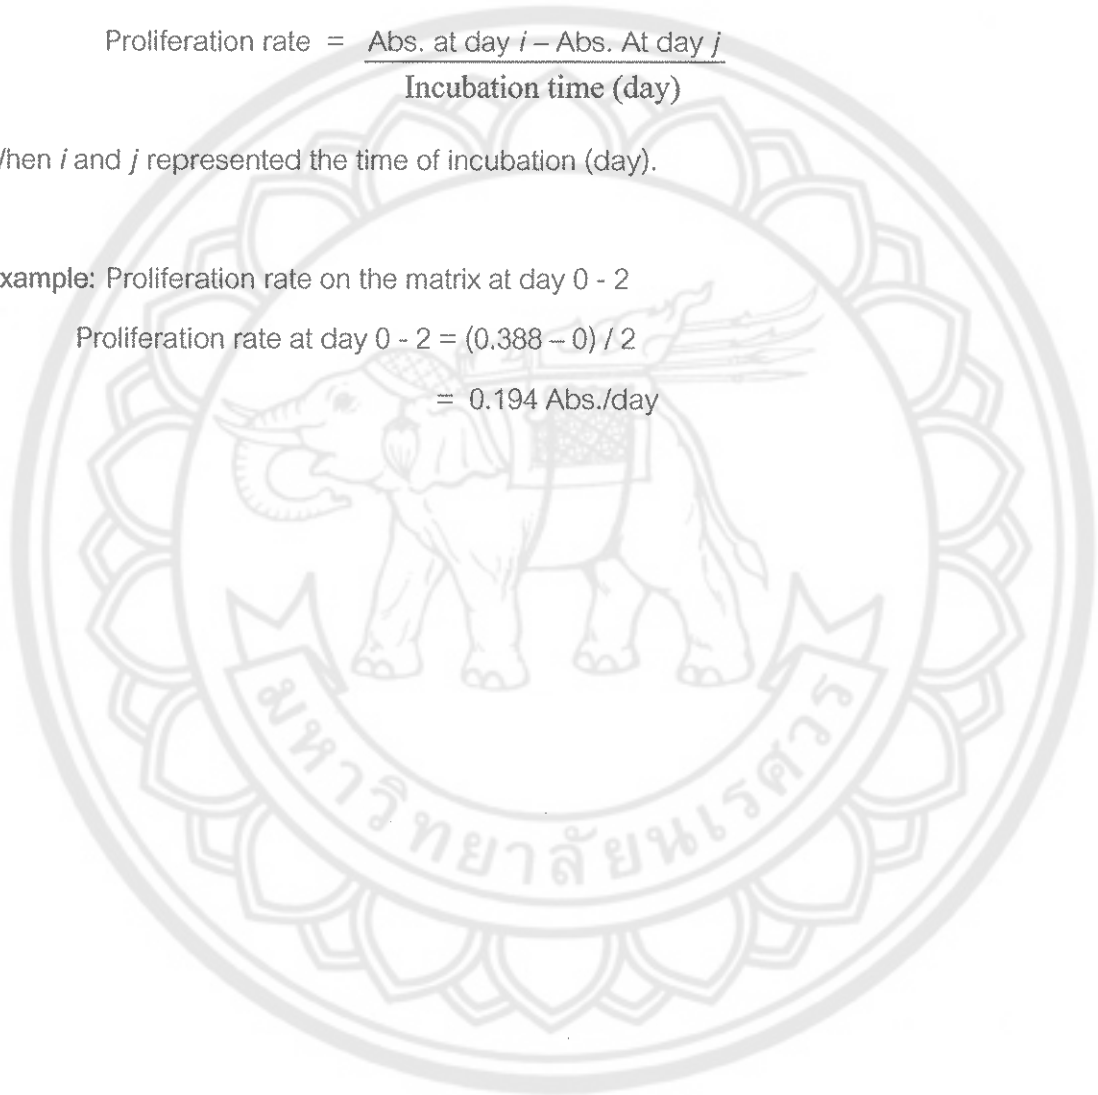 Proliferation rate = Abs. at day i – Abs. At day j
Incubation time (day)
hen i and j represented the time of incubation (day).
xample: Proliferation rate on the matrix at day 0 - 2
Proliferation rate at day 0 - 2 = (0.388 – 0) / 2
= 0.194 Abs./day
มหาวิทยาลัยนเรศวร